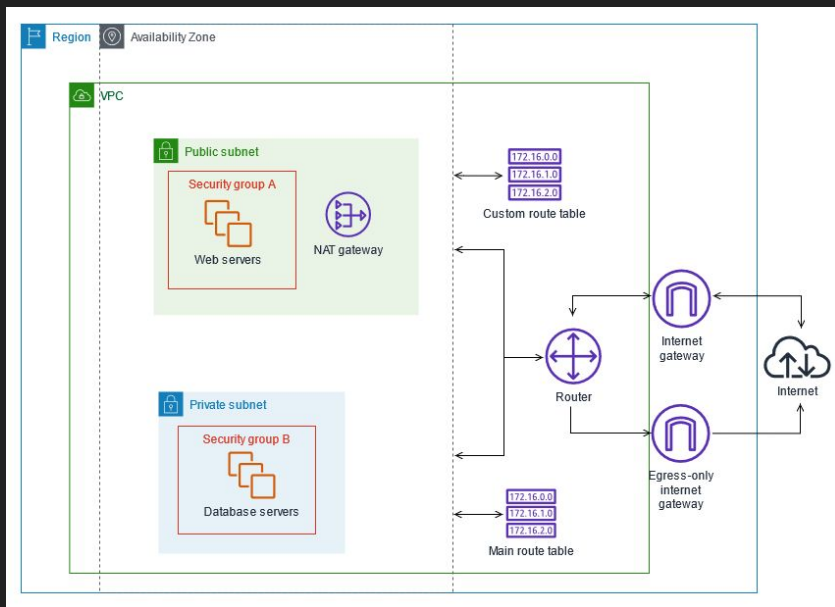 Region
Availability Zone
VPC
Public subnet
Security group A
Web servers
NAT gateway
172.16.0.0
172.16.1.0
172.16.2.0
Custom route table
Internet
gateway
Router
Internet
Private subnet
Security group B
Database servers
Egress-only
internet
gateway
172.16.0.0
172.16.1.0
172.16.2.0
Main route table